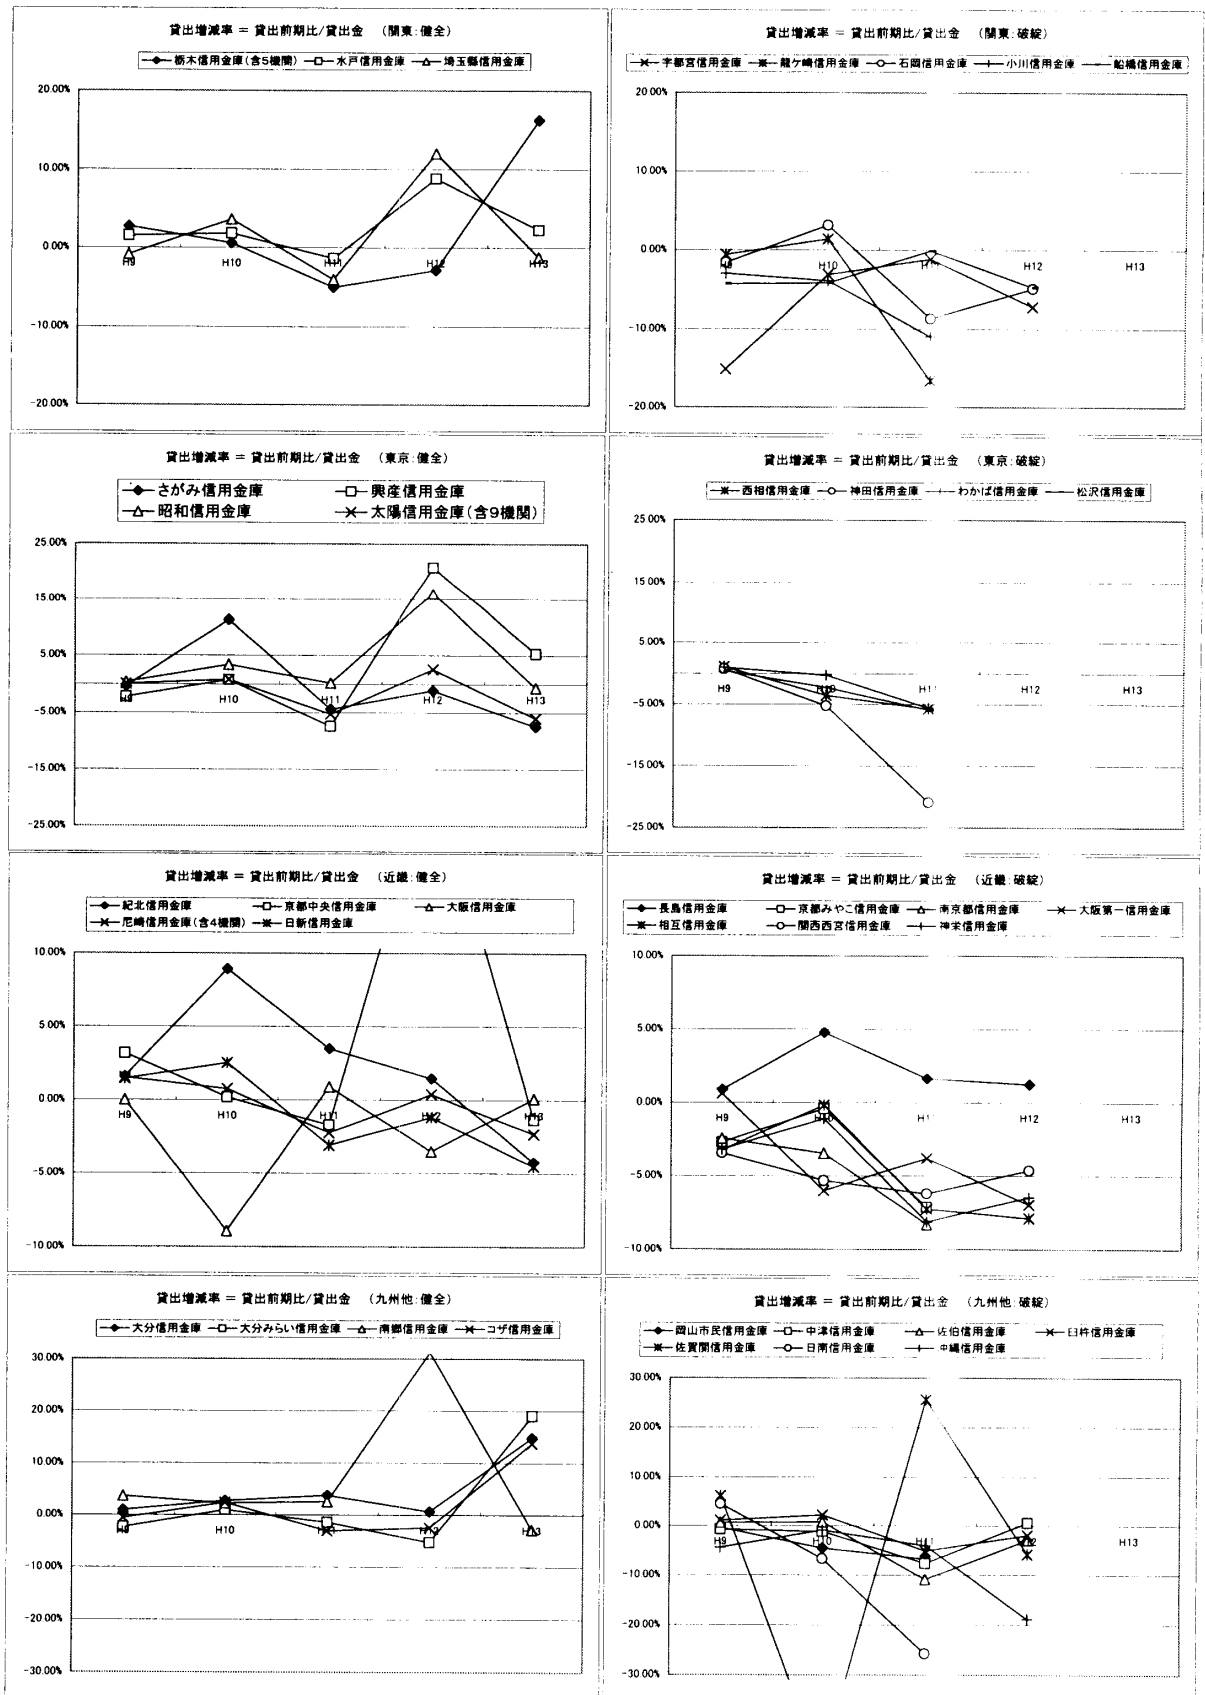 貸出増減率 = 貸出前期比/貸出金 (関東:健全)
栃木信用金庫(含5機関) 水戸信用金庫 埼玉縣信用金庫
20.00%
10.00%
0.00%
H9 H10 H11 H12 H13
-10.00%
-20.00%
貸出増減率 = 貸出前期比/貸出金 (関東:破綻)
宇都宮信用金庫 龍ケ崎信用金庫 石岡信用金庫 小川信用金庫 船橋信用金庫
20.00%
10.00%
0.00%
H10 H11 H12 H13
-10.00%
-20.00%
貸出増減率 = 貸出前期比/貸出金 (東京:健全)
さがみ信用金庫 興産信用金庫
昭和信用金庫 太陽信用金庫(含9機関)
25.00%
15.00%
5.00%
H9 H10 H11 H12 H13
-5.00%
-15.00%
-25.00%
貸出増減率 = 貸出前期比/貸出金 (東京:破綻)
西相信用金庫 神田信用金庫 わかば信用金庫 松沢信用金庫
25.00%
15.00%
5.00%
H9 H10 H11 H12 H13
-5.00%
-15.00%
-25.00%
貸出増減率 = 貸出前期比/貸出金 (近畿:健全)
紀北信用金庫 京都中央信用金庫 大阪信用金庫
尼崎信用金庫(含4機関) 日新信用金庫
10.00%
5.00%
0.00%
H9 H10 H11 H12 H13
-5.00%
-10.00%
貸出増減率 = 貸出前期比/貸出金 (近畿:破綻)
長島信用金庫 京都みやこ信用金庫 南京都信用金庫 大阪第一信用金庫
相互信用金庫 関西西宮信用金庫 神栄信用金庫
10.00%
5.00%
0.00%
H9 H10 H11 H12 H13
-5.00%
-10.00%
貸出増減率 = 貸出前期比/貸出金 (九州他:健全)
大分信用金庫 大分みらい信用金庫 南郷信用金庫 コザ信用金庫
30.00%
20.00%
10.00%
0.00%
H9 H10 H11 H12 H13
-10.00%
-20.00%
-30.00%
貸出増減率 = 貸出前期比/貸出金 (九州他:破綻)
岡山市民信用金庫 中津信用金庫 佐伯信用金庫 臼杵信用金庫
佐賀関信用金庫 日南信用金庫 沖縄信用金庫
30.00%
20.00%
10.00%
0.00%
H9 H10 H11 H12 H13
-10.00%
-20.00%
-30.00%